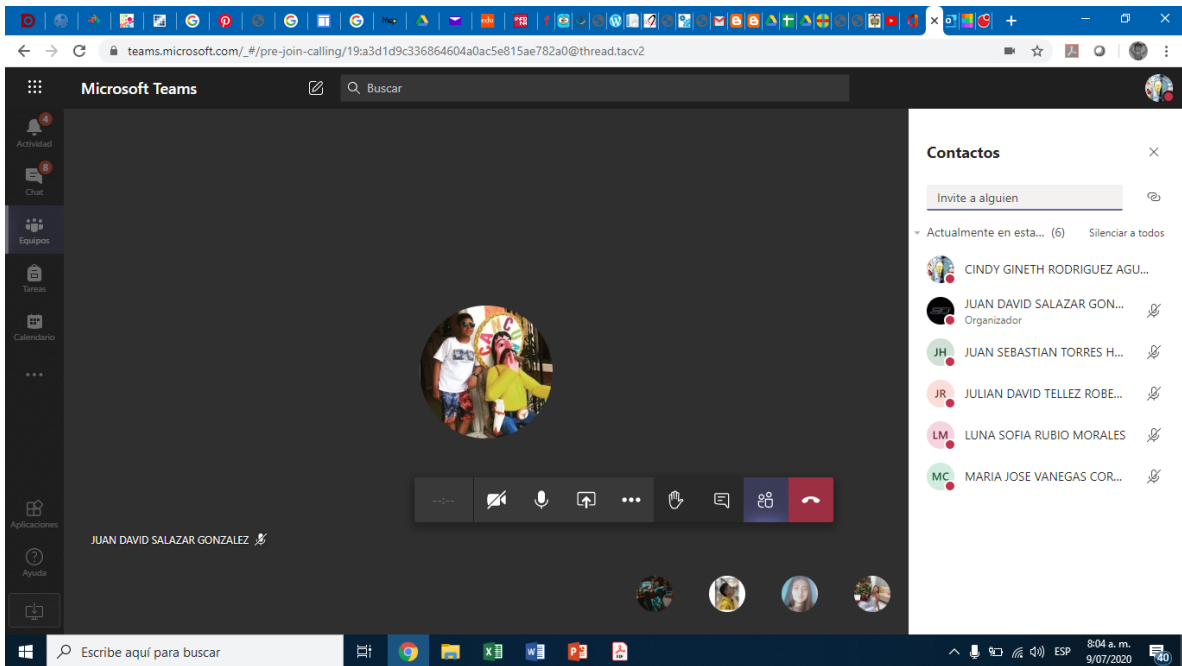 teams.microsoft.com/_#/pre-join-calling/19:a3d1d9c336864604a0ac5e815ae782a0@thread.tacv2
Microsoft Teams
Buscar
4
Actividad
8
Chat
Equipos
Tareas
Calendario
Aplicaciones
Ayuda
CANC
--:--
JUAN DAVID SALAZAR GONZALEZ
Contactos
Invite a alguien
Actualmente en esta... (6) Silenciar a todos
CINDY GINETH RODRIGUEZ AGU...
JUAN DAVID SALAZAR GON...
Organizador
JH JUAN SEBASTIAN TORRES H...
JR JULIAN DAVID TELLEZ ROBE...
LM LUNA SOFIA RUBIO MORALES
MC MARIA JOSE VANEGAS COR...
Escribe aquí para buscar
ESP
8:04 a. m.
9/07/2020
40